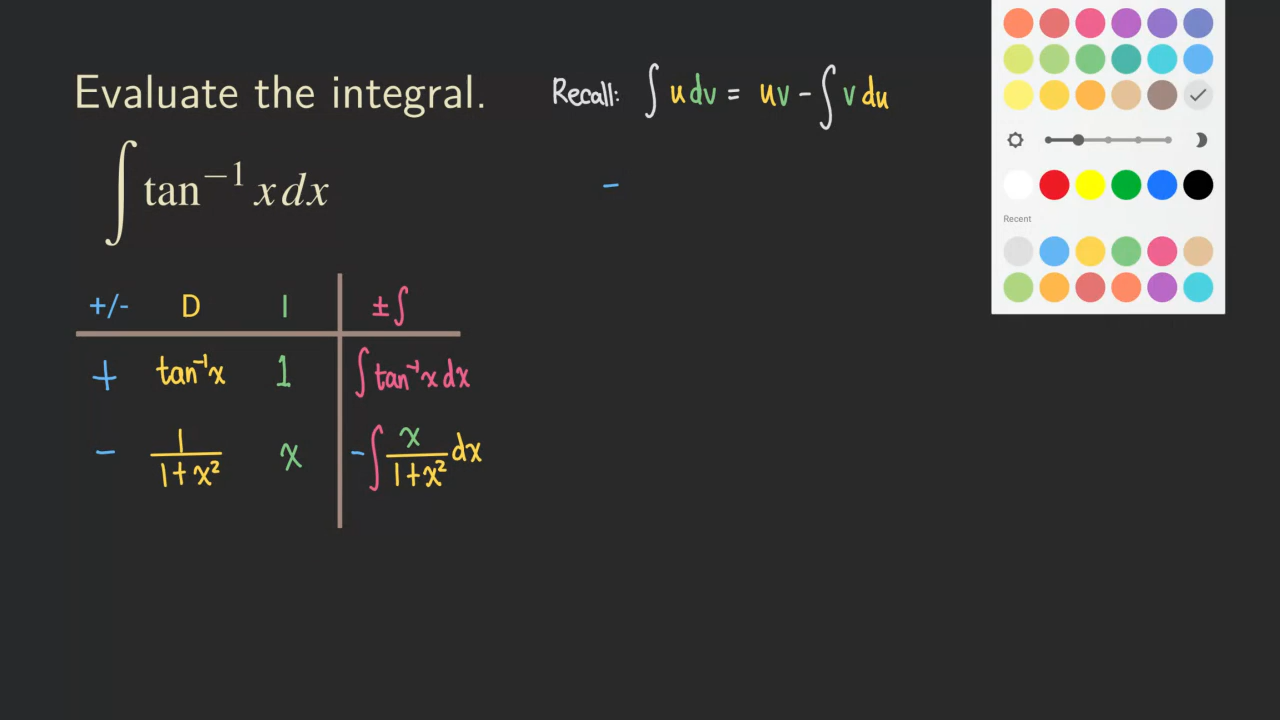 Evaluate the integral.
Recall: ∫ u dv = uv - ∫ v du
∫ tan⁻¹ x dx
-
+/- D I ±∫
+ tan⁻¹x 1 ∫ tan⁻¹x dx
- 1/(1+x²) x -∫ x/(1+x²) dx
Recent